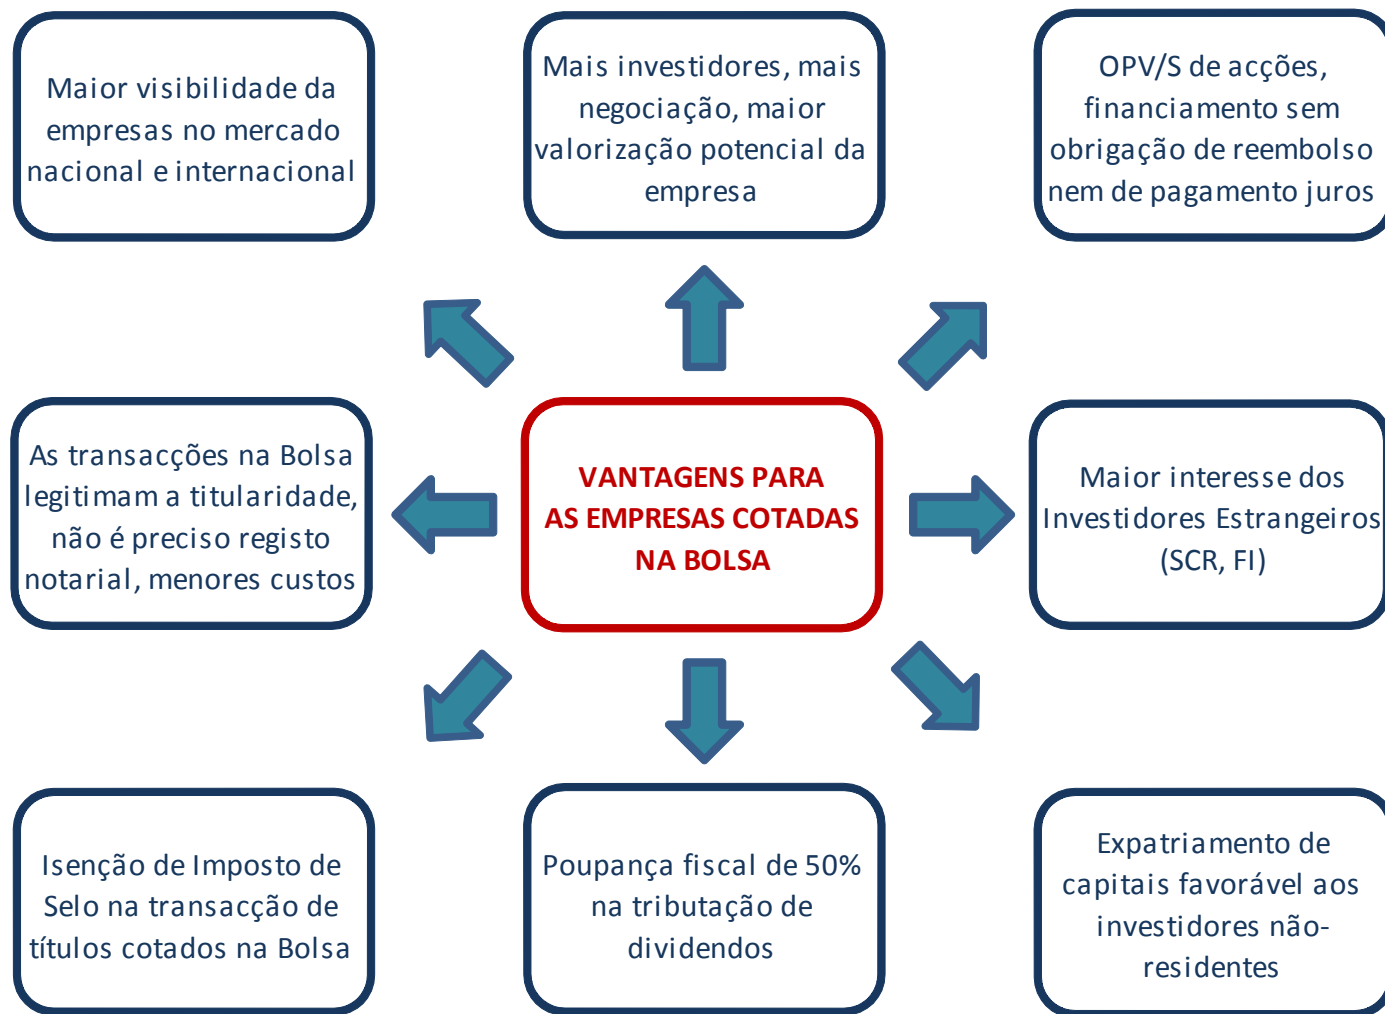 Maior visibilidade da
empresas no mercado
nacional e internacional
Mais investidores, mais
negociação, maior
valorização potencial da
empresa
OPV/S de acções,
financiamento sem
obrigação de reembolso
nem de pagamento juros
As transacções na Bolsa
legitimam a titularidade,
não é preciso registo
notarial, menores custos
VANTAGENS PARA
AS EMPRESAS COTADAS
NA BOLSA
Maior interesse dos
Investidores Estrangeiros
(SCR, FI)
Isenção de Imposto de
Selo na transacção de
títulos cotados na Bolsa
Poupança fiscal de 50%
na tributação de
dividendos
Expatriamento de
capitais favorável aos
investidores não-
residentes